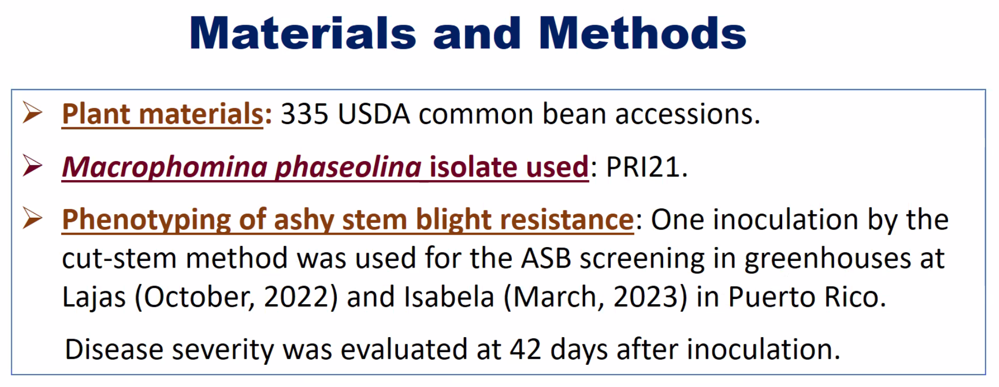 Materials and Methods
➢ Plant materials: 335 USDA common bean accessions.
➢ Macrophomina phaseolina isolate used: PRI21.
➢ Phenotyping of ashy stem blight resistance: One inoculation by the
cut-stem method was used for the ASB screening in greenhouses at
Lajas (October, 2022) and Isabela (March, 2023) in Puerto Rico.
Disease severity was evaluated at 42 days after inoculation.